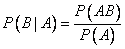 P(B | A) = P(AB) / P(A)